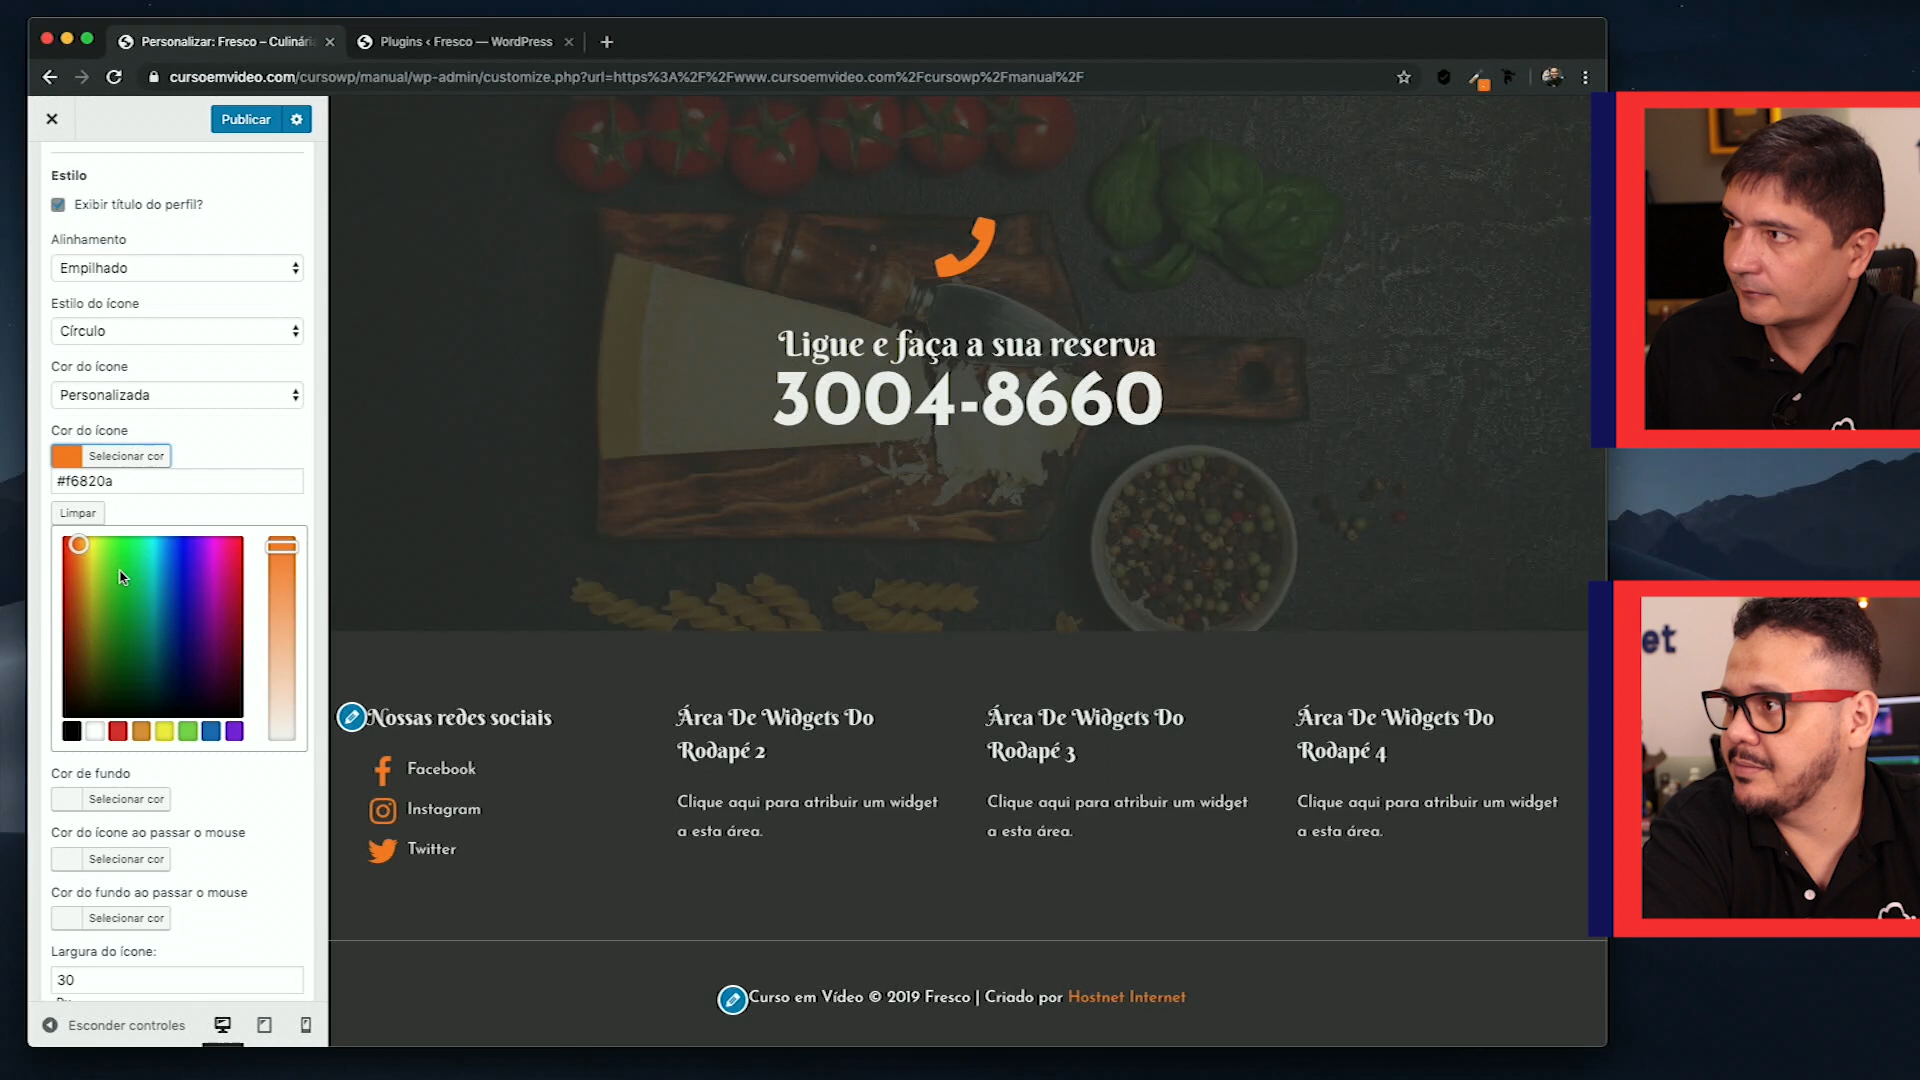 Personalizar: Fresco – Culinári
Plugins ‹ Fresco — WordPress
cursoemvideo.com/cursowp/manual/wp-admin/customize.php?url=https%3A%2F%2Fwww.cursoemvideo.com%2Fcursowp%2Fmanual%2F
Publicar
Estilo
Exibir título do perfil?
Alinhamento
Empilhado
Estilo do ícone
Círculo
Cor do ícone
Personalizada
Cor do ícone
Selecionar cor
#f6820a
Limpar
Cor de fundo
Selecionar cor
Cor do ícone ao passar o mouse
Selecionar cor
Cor do fundo ao passar o mouse
Selecionar cor
Largura do ícone:
30
Esconder controles
Ligue e faça a sua reserva
3004-8660
Nossas redes sociais
Facebook
Instagram
Twitter
Área De Widgets Do
Rodapé 2
Clique aqui para atribuir um widget
a esta área.
Área De Widgets Do
Rodapé 3
Clique aqui para atribuir um widget
a esta área.
Área De Widgets Do
Rodapé 4
Clique aqui para atribuir um widget
a esta área.
Curso em Vídeo © 2019 Fresco | Criado por Hostnet Internet
et